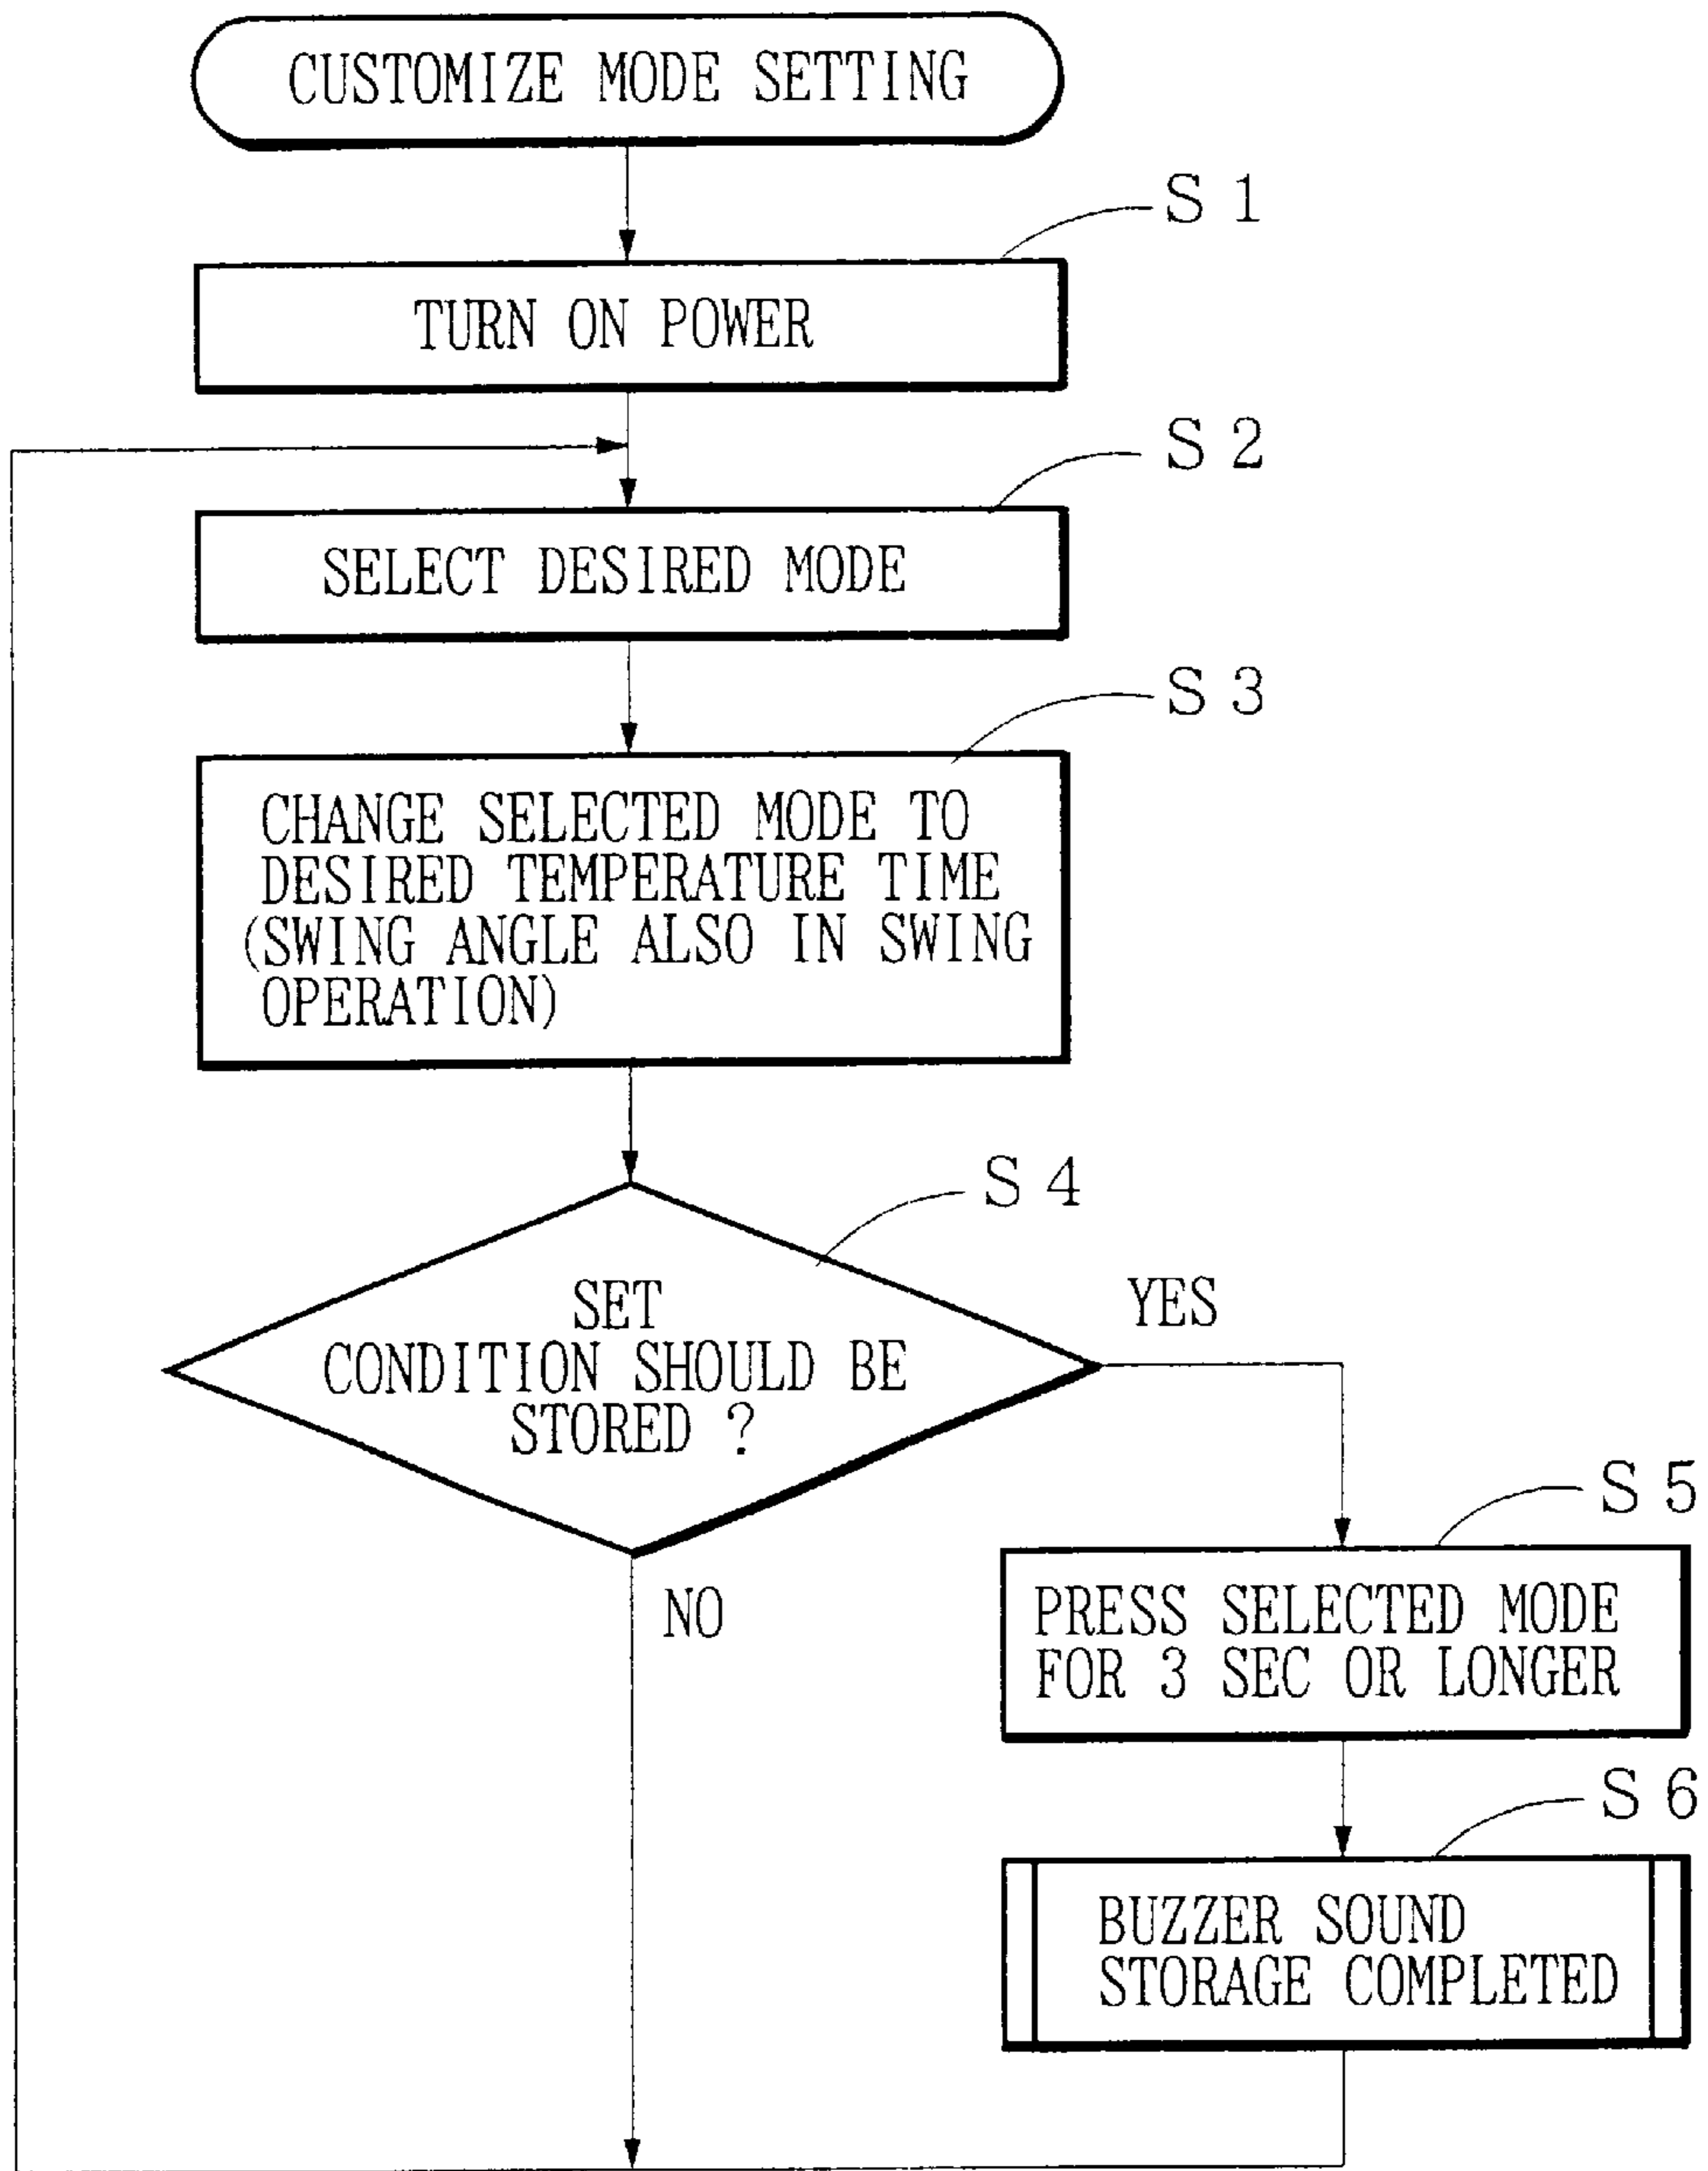 CUSTOMIZE MODE SETTING
S 1
TURN ON POWER
S 2
SELECT DESIRED MODE
S 3
CHANGE SELECTED MODE TO
DESIRED TEMPERATURE TIME
(SWING ANGLE ALSO IN SWING
OPERATION)
S 4
SET
CONDITION SHOULD BE
STORED ?
YES
NO
S 5
PRESS SELECTED MODE
FOR 3 SEC OR LONGER
S 6
BUZZER SOUND
STORAGE COMPLETED